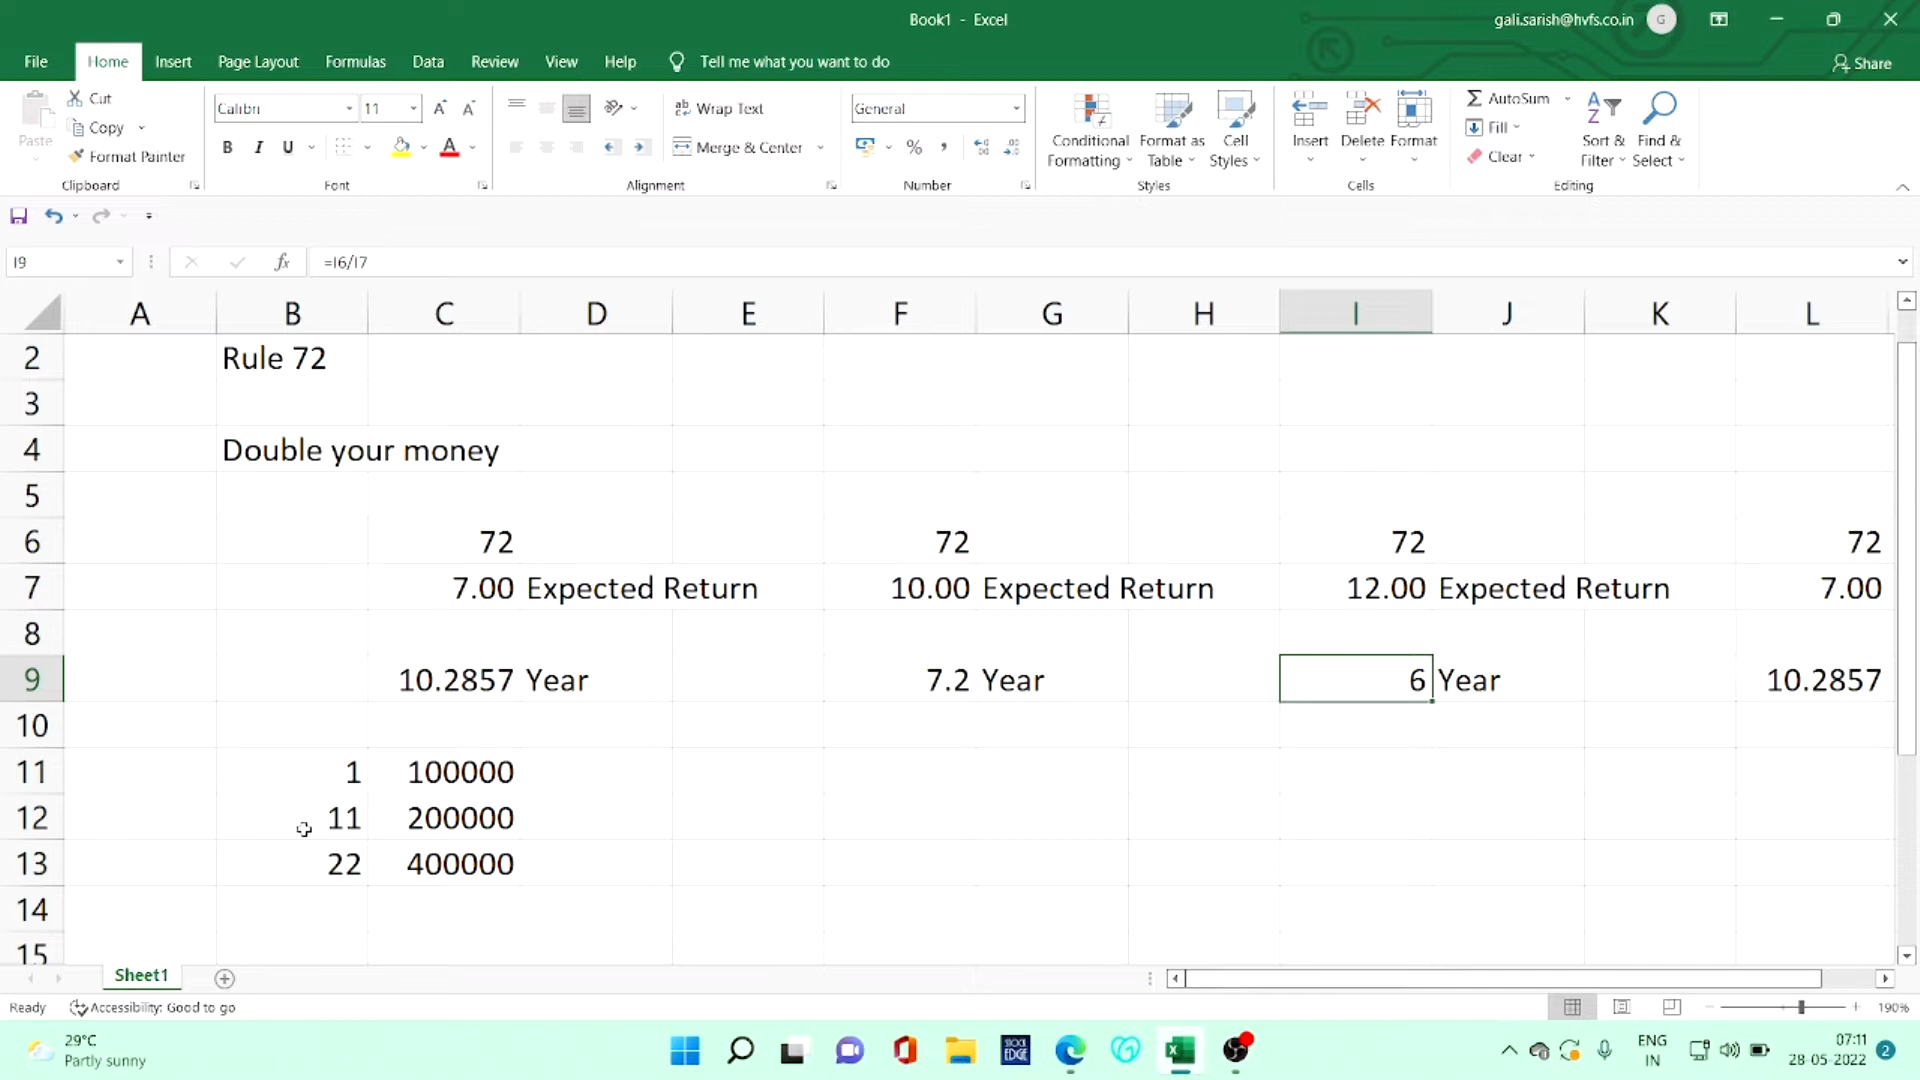 Book1 - Excel
gali.sarish@hvfs.co.in
G
File Home Insert Page Layout Formulas Data Review View Help Tell me what you want to do
Share
Paste
Cut
Copy
Format Painter
Clipboard
Calibri 11
B I U
Font
Wrap Text
Merge & Center
Alignment
General
%
Number
Conditional Formatting
Format as Table
Cell Styles
Styles
Insert Delete Format
Cells
AutoSum
Fill
Clear
Sort & Filter
Find & Select
Editing
I9 fx =I6/I7
A B C D E F G H I J K L
2 Rule 72
3
4 Double your money
5
6 72 72 72 72
7 7.00 Expected Return 10.00 Expected Return 12.00 Expected Return 7.00
8
9 10.2857 Year 7.2 Year 6 Year 10.2857
10
11 1 100000
12 11 200000
13 22 400000
14
15
Sheet1
Ready Accessibility: Good to go 190%
29°C
Partly sunny
STOCK EDGE
ENG
IN
07:11
28-05-2022
2